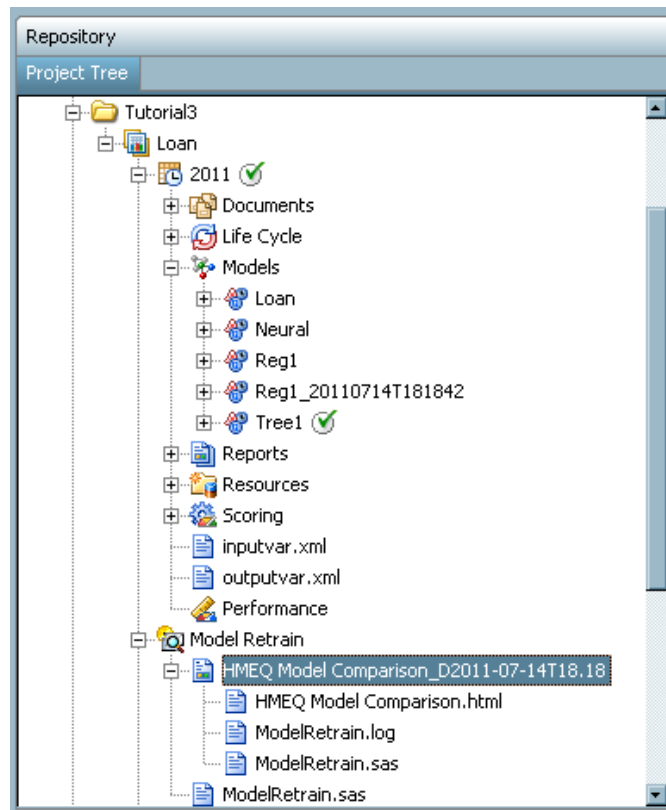 Repository
Project Tree
Tutorial3
Loan
2011
Documents
Life Cycle
Models
Loan
Neural
Reg1
Reg1_20110714T181842
Tree1
Reports
Resources
Scoring
inputvar.xml
outputvar.xml
Performance
Model Retrain
HMEQ Model Comparison_D2011-07-14T18.18
HMEQ Model Comparison.html
ModelRetrain.log
ModelRetrain.sas
ModelRetrain.sas